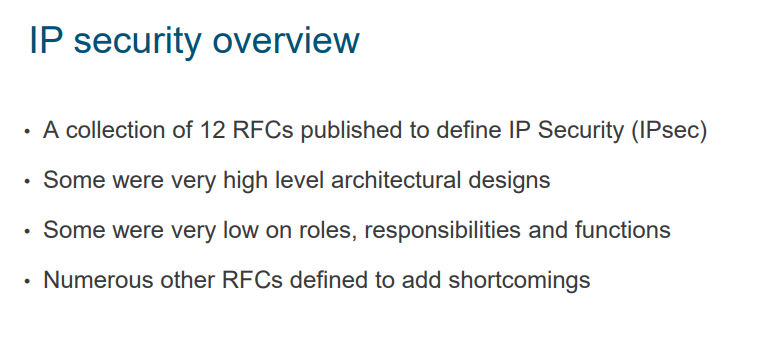 IP security overview
• A collection of 12 RFCs published to define IP Security (IPsec)
• Some were very high level architectural designs
• Some were very low on roles, responsibilities and functions
• Numerous other RFCs defined to add shortcomings